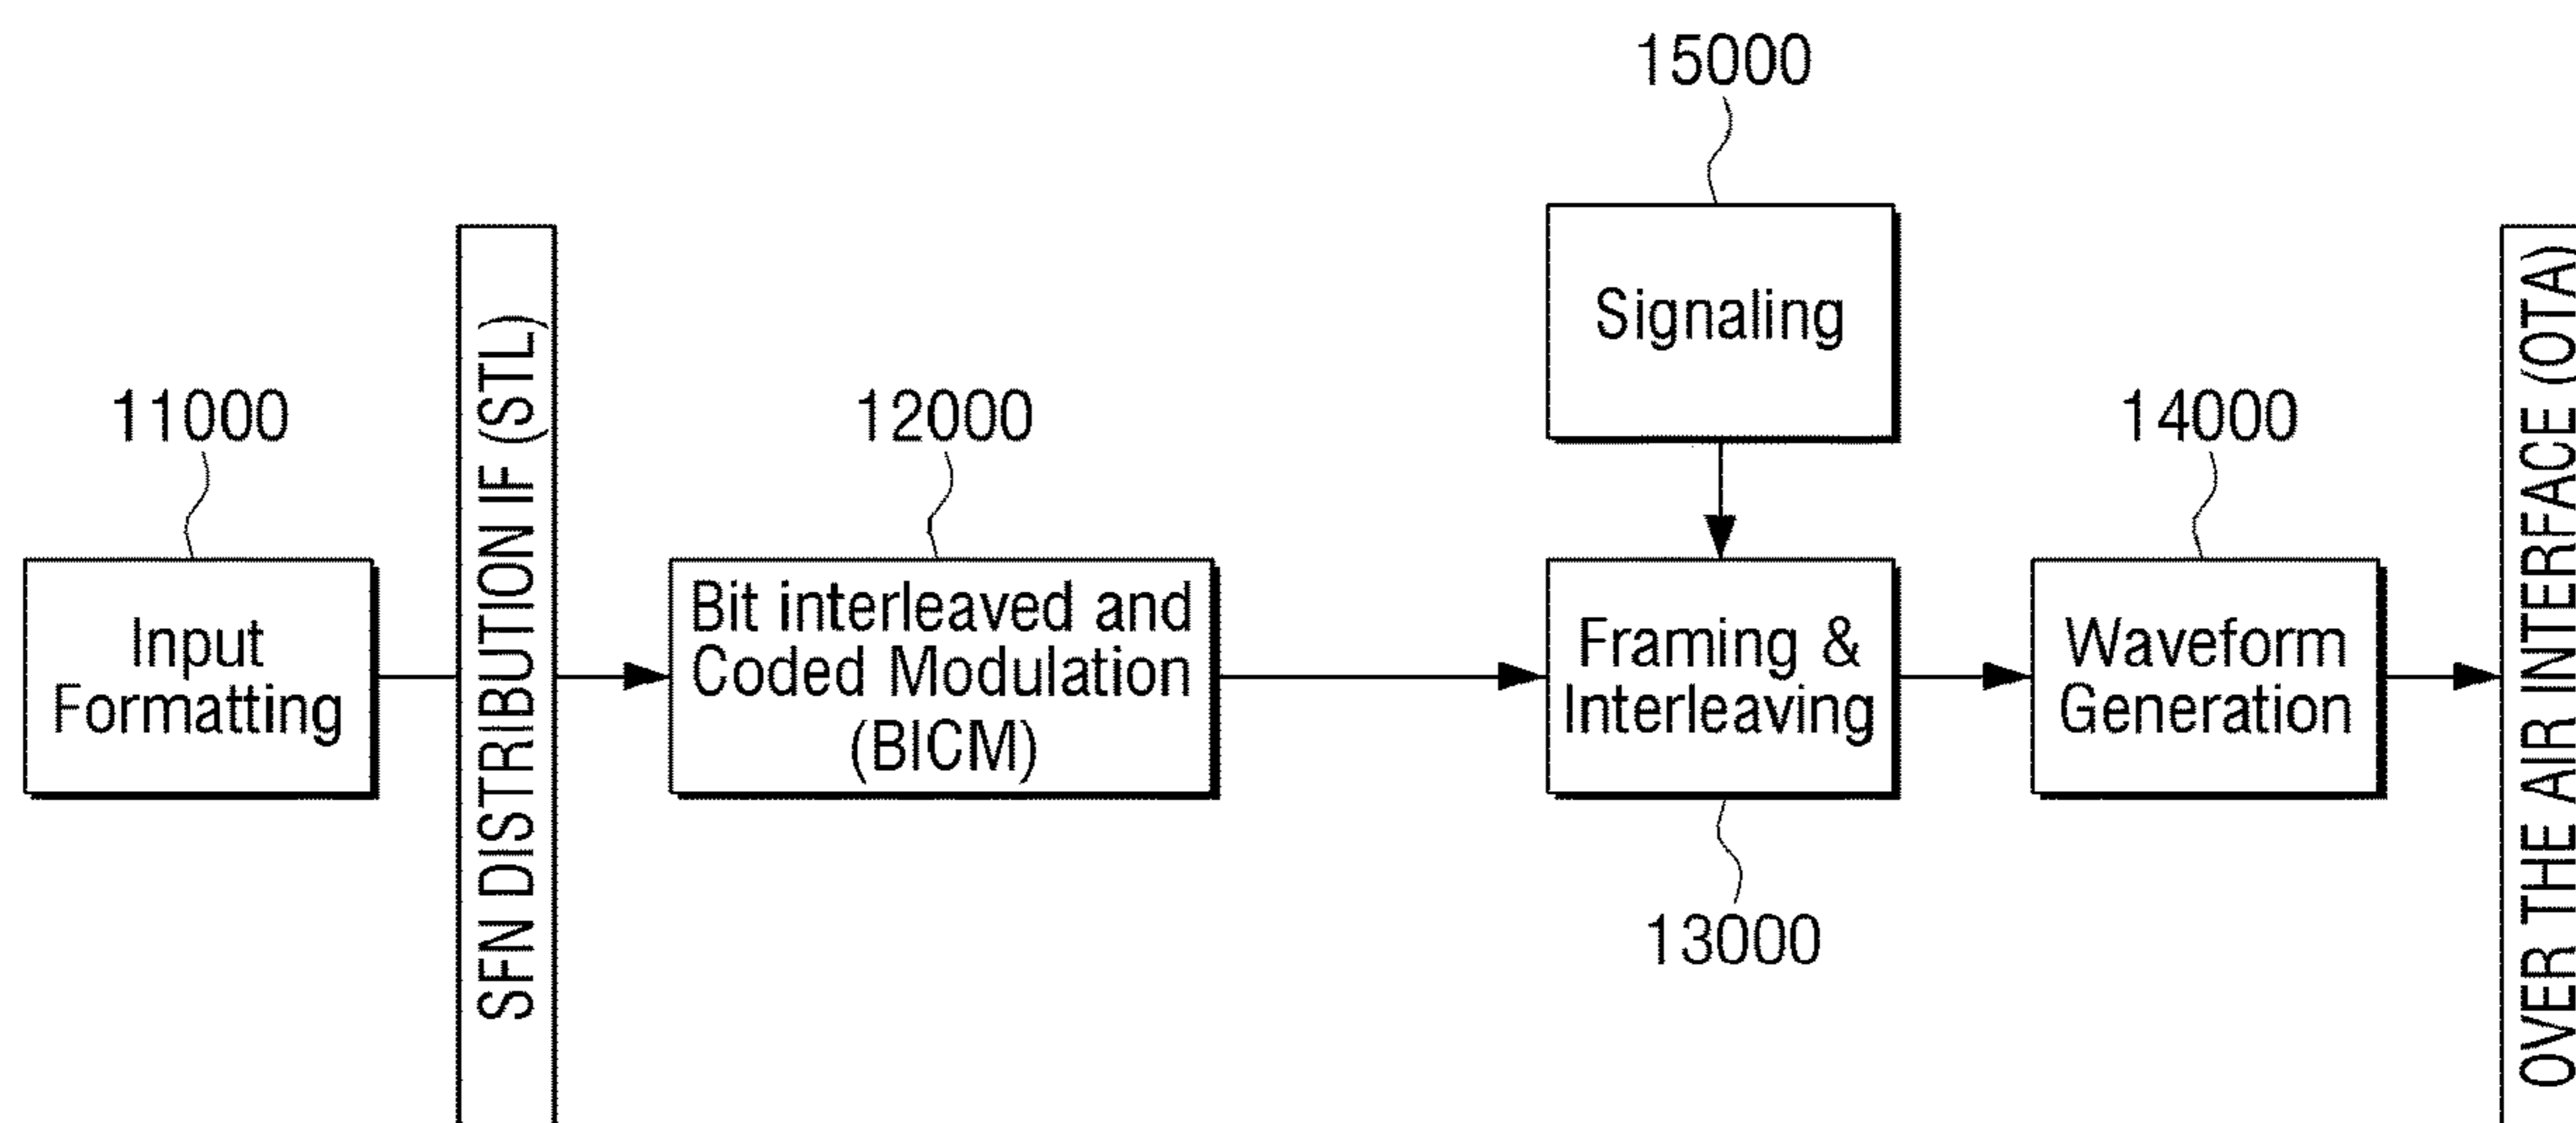 15000
Signaling
11000
SFN DISTRIBUTION IF (STL)
12000
14000
OVER THE AIR INTERFACE (OTA)
Input
Formatting
Bit interleaved and
Coded Modulation
(BICM)
Framing &
Interleaving
Waveform
Generation
13000